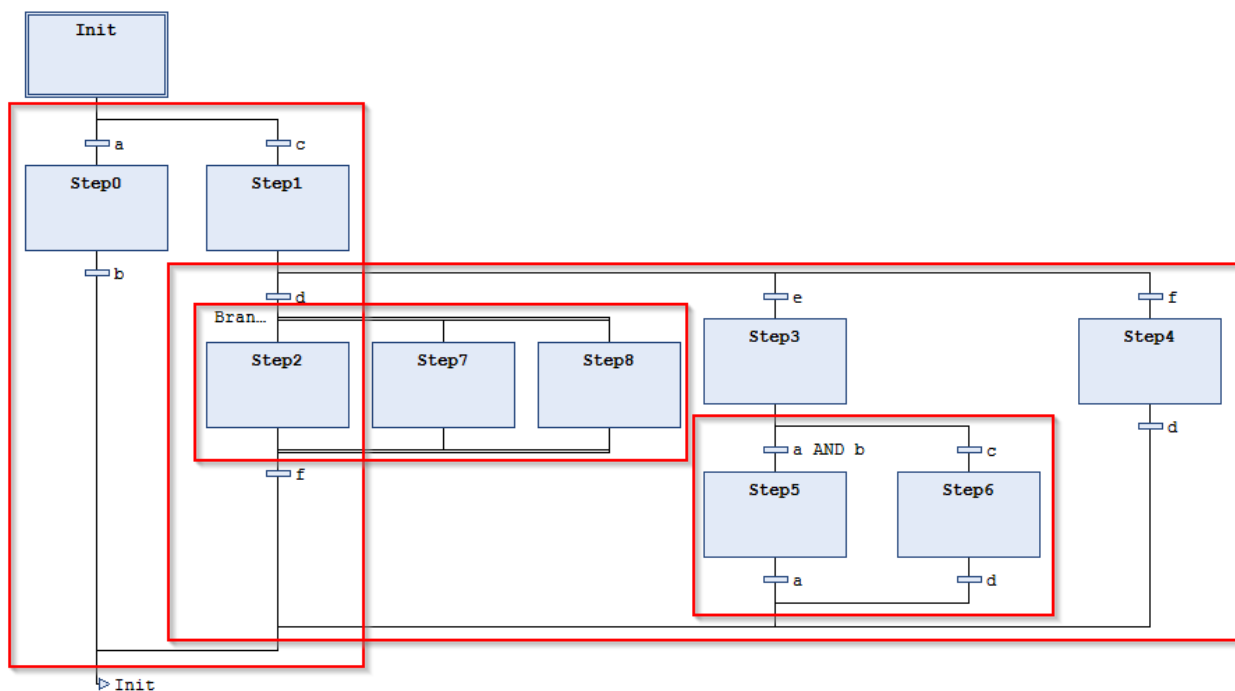 Init
a
c
Step0
Step1
b
d
e
f
Bran...
Step2
Step7
Step8
Step3
Step4
f
a AND b
c
d
Step5
Step6
a
d
Init